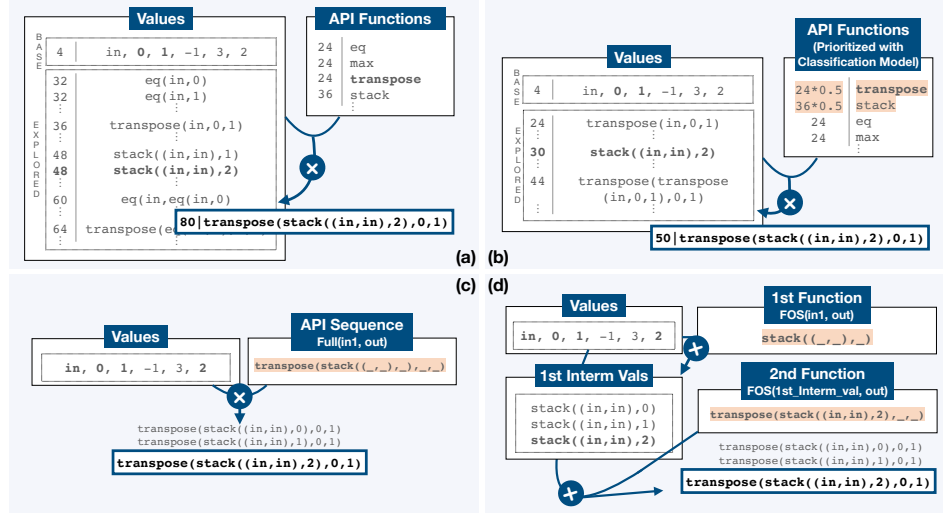 Values
BASE
4 in, 0, 1, -1, 3, 2
EXPLORED
32 eq(in,0)
32 eq(in,1)
⋮ ⋮
36 transpose(in,0,1)
⋮ ⋮
48 stack((in,in),1)
48 stack((in,in),2)
⋮ ⋮
60 eq(in,eq(in,0)
⋮
64 transpose(e
⋮
API Functions
24 eq
24 max
24 transpose
36 stack
⋮
×
80|transpose(stack((in,in),2),0,1)
(a)
Values
BASE
4 in, 0, 1, -1, 3, 2
EXPLORED
24 transpose(in,0,1)
⋮ ⋮
30 stack((in,in),2)
⋮ ⋮
44 transpose(transpose
(in,0,1),0,1)
⋮ ⋮
API Functions
(Prioritized with
Classification Model)
24*0.5 transpose
36*0.5 stack
24 eq
24 max
⋮
×
50|transpose(stack((in,in),2),0,1)
(b)
(c)
Values
in, 0, 1, -1, 3, 2
API Sequence
Full(in1, out)
transpose(stack((_,_),_),_,_)
×
transpose(stack((in,in),0),0,1)
transpose(stack((in,in),1),0,1)
transpose(stack((in,in),2),0,1)
(d)
Values
in, 0, 1, -1, 3, 2
1st Function
FOS(in1, out)
stack((_,_),_)
+
1st Interm Vals
stack((in,in),0)
stack((in,in),1)
stack((in,in),2)
2nd Function
FOS(1st_Interm_val, out)
transpose(stack((in,in),2),_,_)
+
transpose(stack((in,in),0),0,1)
transpose(stack((in,in),1),0,1)
transpose(stack((in,in),2),0,1)